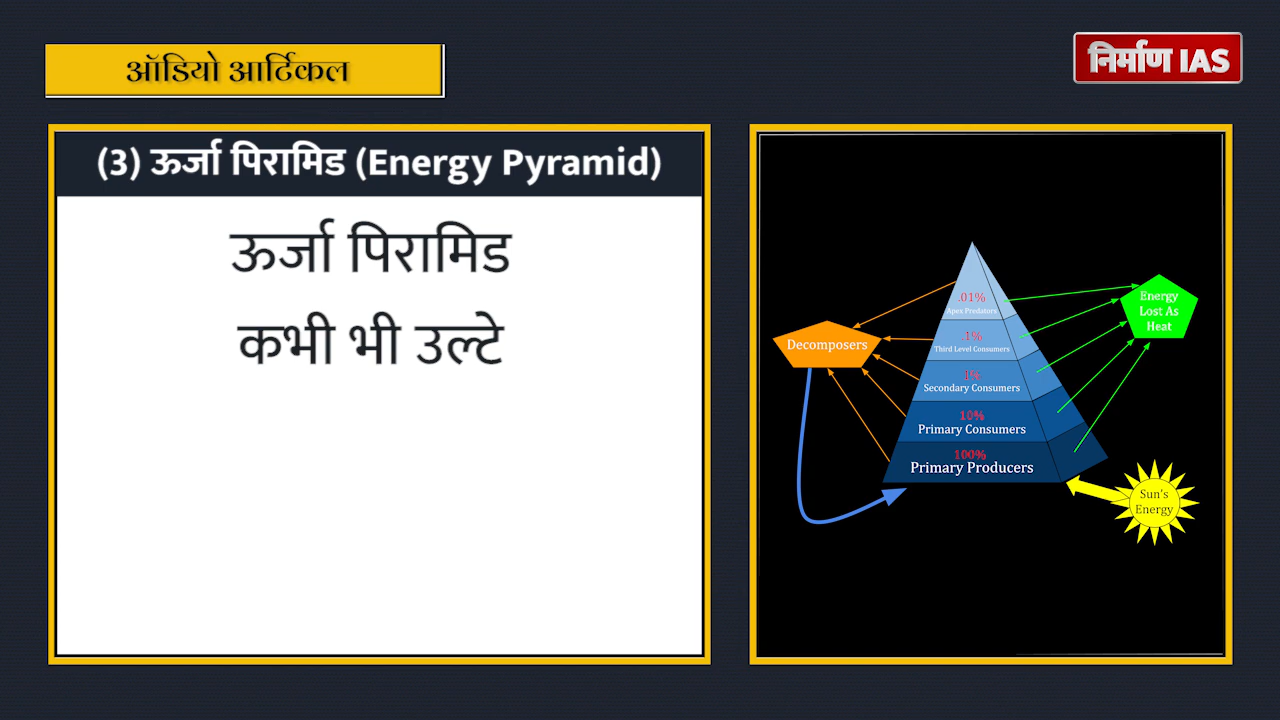 ऑडियो आर्टिकल
निर्माण IAS
(3) ऊर्जा पिरामिड (Energy Pyramid)
ऊर्जा पिरामिड
कभी भी उल्टे
.01%
Apex Predators
.1%
Third Level Consumers
1%
Secondary Consumers
10%
Primary Consumers
100%
Primary Producers
Decomposers
Energy
Lost As
Heat
Sun's
Energy